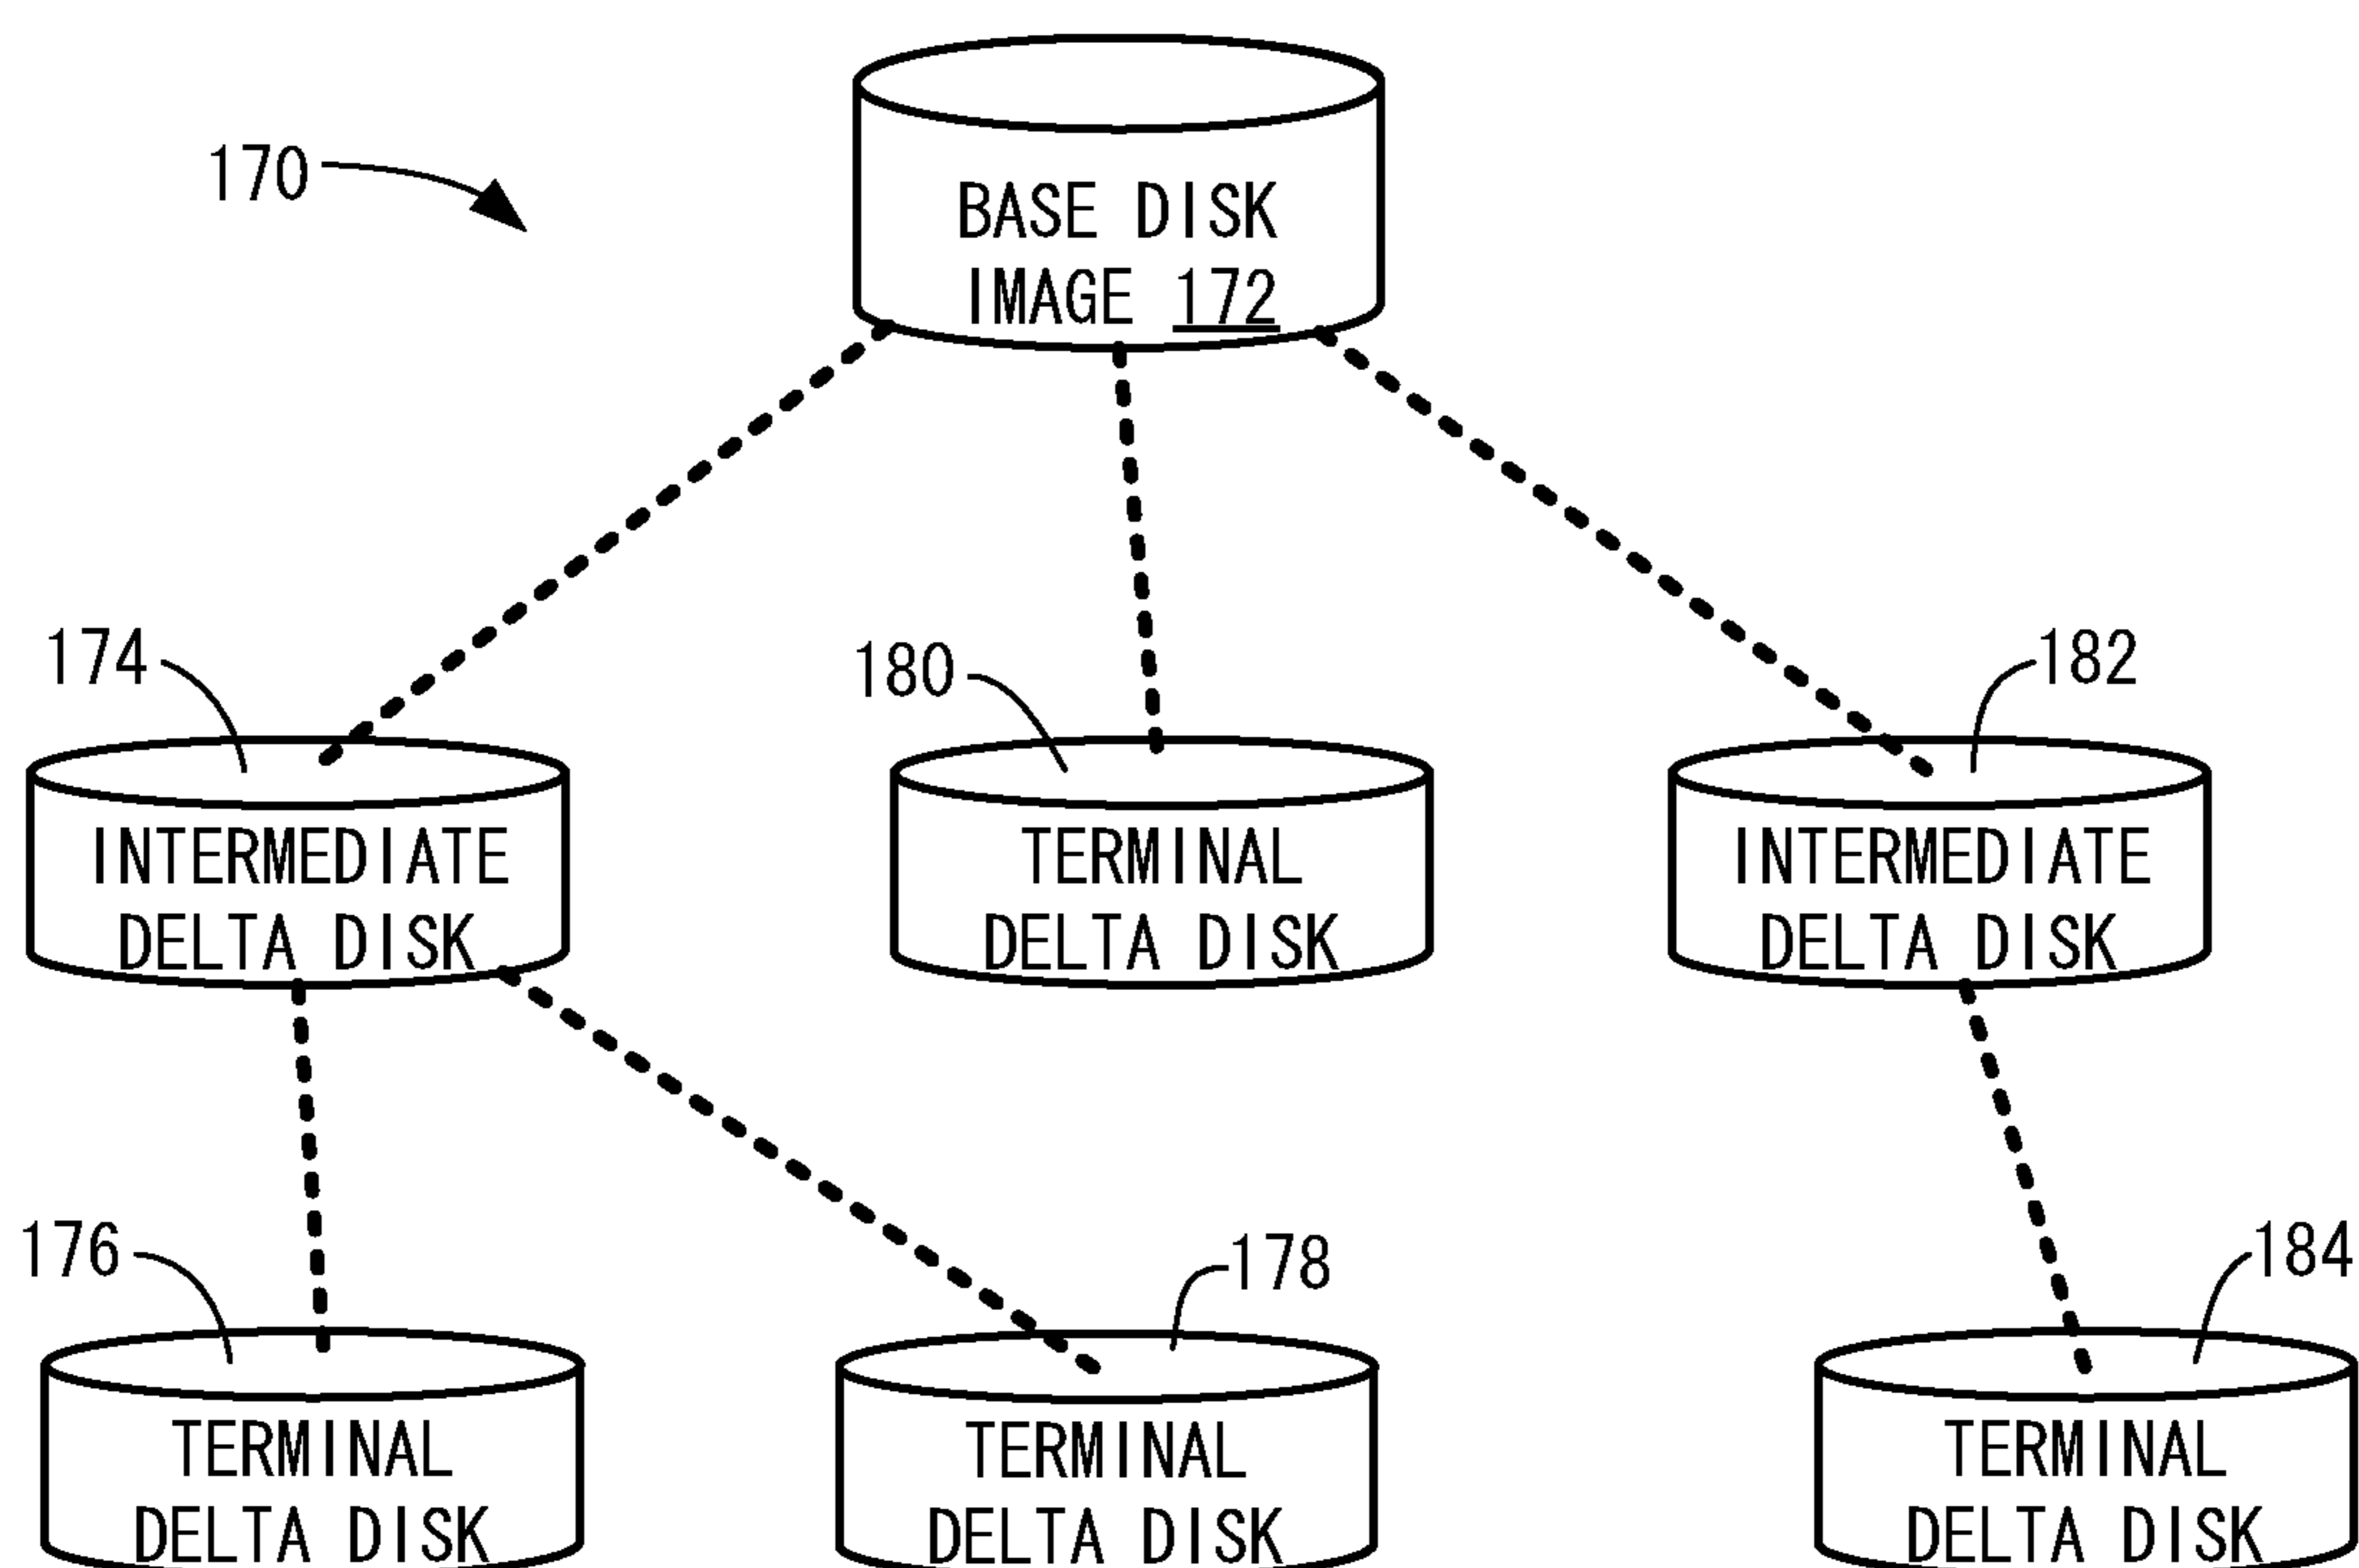 170
BASE DISK
IMAGE 172
174
180
182
INTERMEDIATE
DELTA DISK
TERMINAL
DELTA DISK
INTERMEDIATE
DELTA DISK
176
178
184
TERMINAL
DELTA DISK
TERMINAL
DELTA DISK
TERMINAL
DELTA DISK